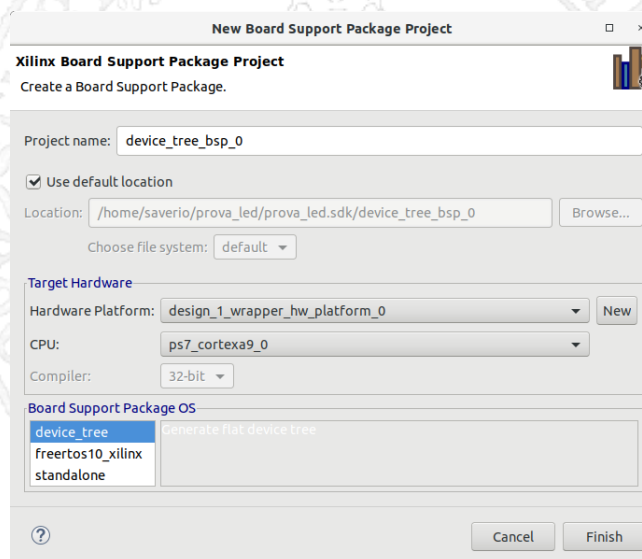 New Board Support Package Project
Xilinx Board Support Package Project
Create a Board Support Package.
Project name: device_tree_bsp_0
Use default location
Location: /home/saverio/prova_led/prova_led.sdk/device_tree_bsp_0 Browse...
Choose file system: default
Target Hardware
Hardware Platform: design_1_wrapper_hw_platform_0 New
CPU: ps7_cortexa9_0
Compiler: 32-bit
Board Support Package OS
device_tree Generate flat device tree
freertos10_xilinx
standalone
? Cancel Finish